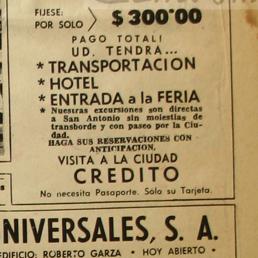 FIJESE:
POR SOLO $ 300'00
PAGO TOTAL!
UD. TENDRA...
* TRANSPORTACION
* HOTEL
* ENTRADA a la FERIA
* Nuestras excursiones son directas
a San Antonio sin molestias de
transborde y con paseo por la Ciu-
dad.
HAGA SUS RESERVACIONES CON
ANTICIPACION.
VISITA A LA CIUDAD
CREDITO
No necesita Pasaporte. Sólo su Tarjeta.
NIVERSALES, S. A.
EDIFICIO: ROBERTO GARZA • HOY ABIERTO •